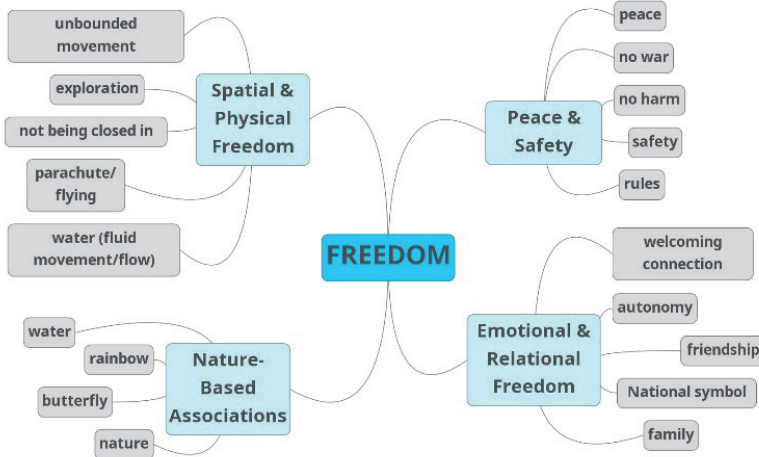 unbounded
movement
exploration
not being closed in
parachute/
flying
water (fluid
movement/flow)
Spatial &
Physical
Freedom
peace
no war
no harm
safety
rules
Peace &
Safety
FREEDOM
water
rainbow
butterfly
nature
Nature-
Based
Associations
welcoming
connection
autonomy
friendship
National symbol
family
Emotional &
Relational
Freedom